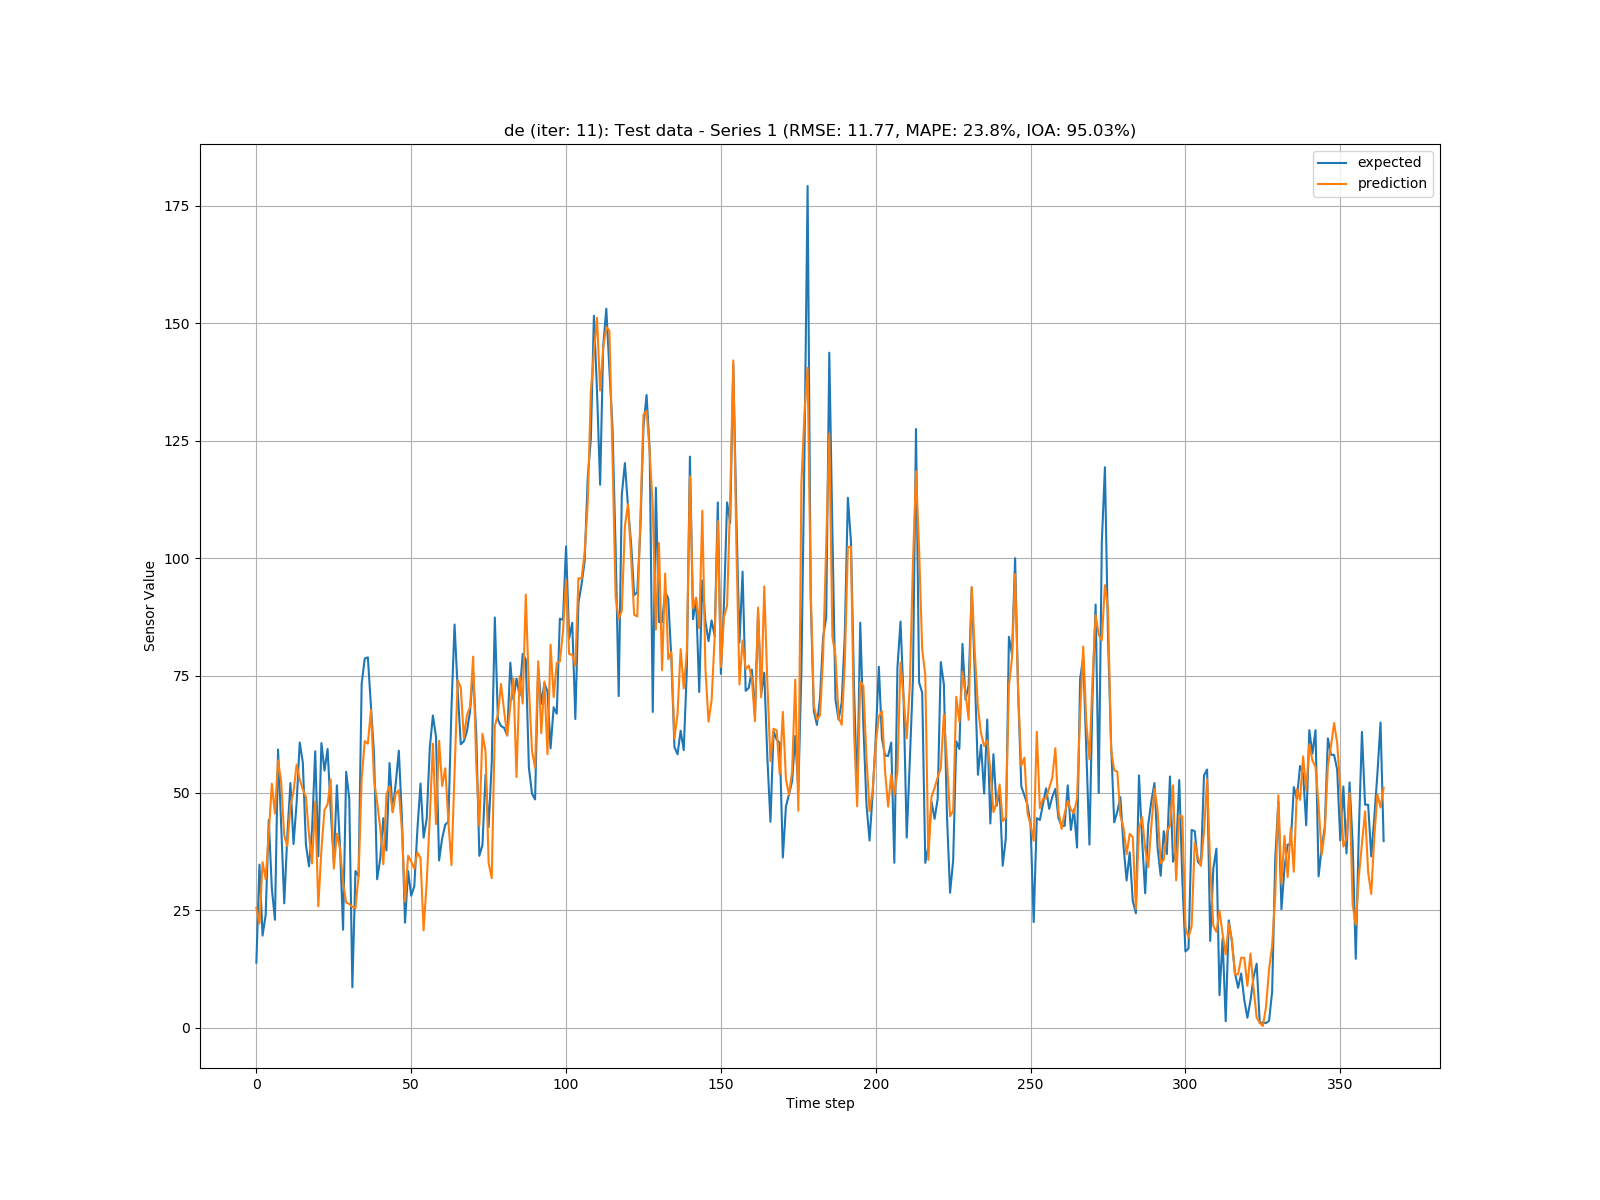 de (iter: 11): Test data - Series 1 (RMSE: 11.77, MAPE: 23.8%, IOA: 95.03%)
expected
prediction
175
150
125
100
75
50
25
0
Sensor Value
0 50 100 150 200 250 300 350
Time step